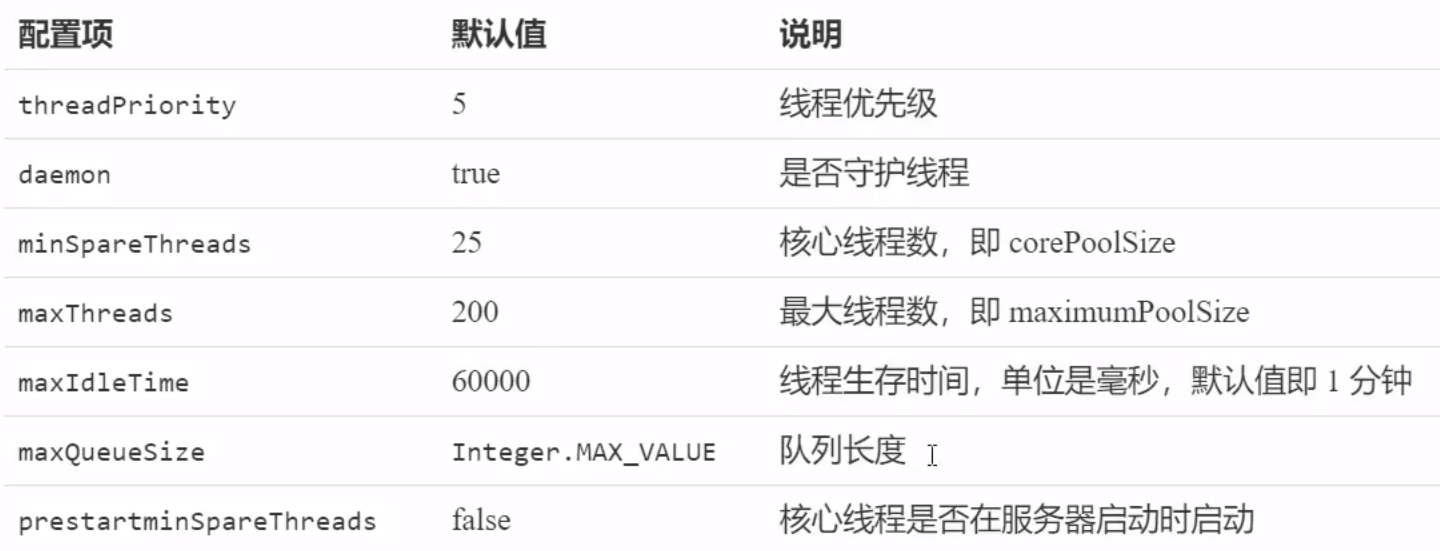 配置项 默认值 说明
threadPriority 5 线程优先级
daemon true 是否守护线程
minSpareThreads 25 核心线程数，即 corePoolSize
maxThreads 200 最大线程数，即 maximumPoolSize
maxIdleTime 60000 线程生存时间，单位是毫秒，默认值即 1 分钟
maxQueueSize Integer.MAX_VALUE 队列长度
prestartminSpareThreads false 核心线程是否在服务器启动时启动